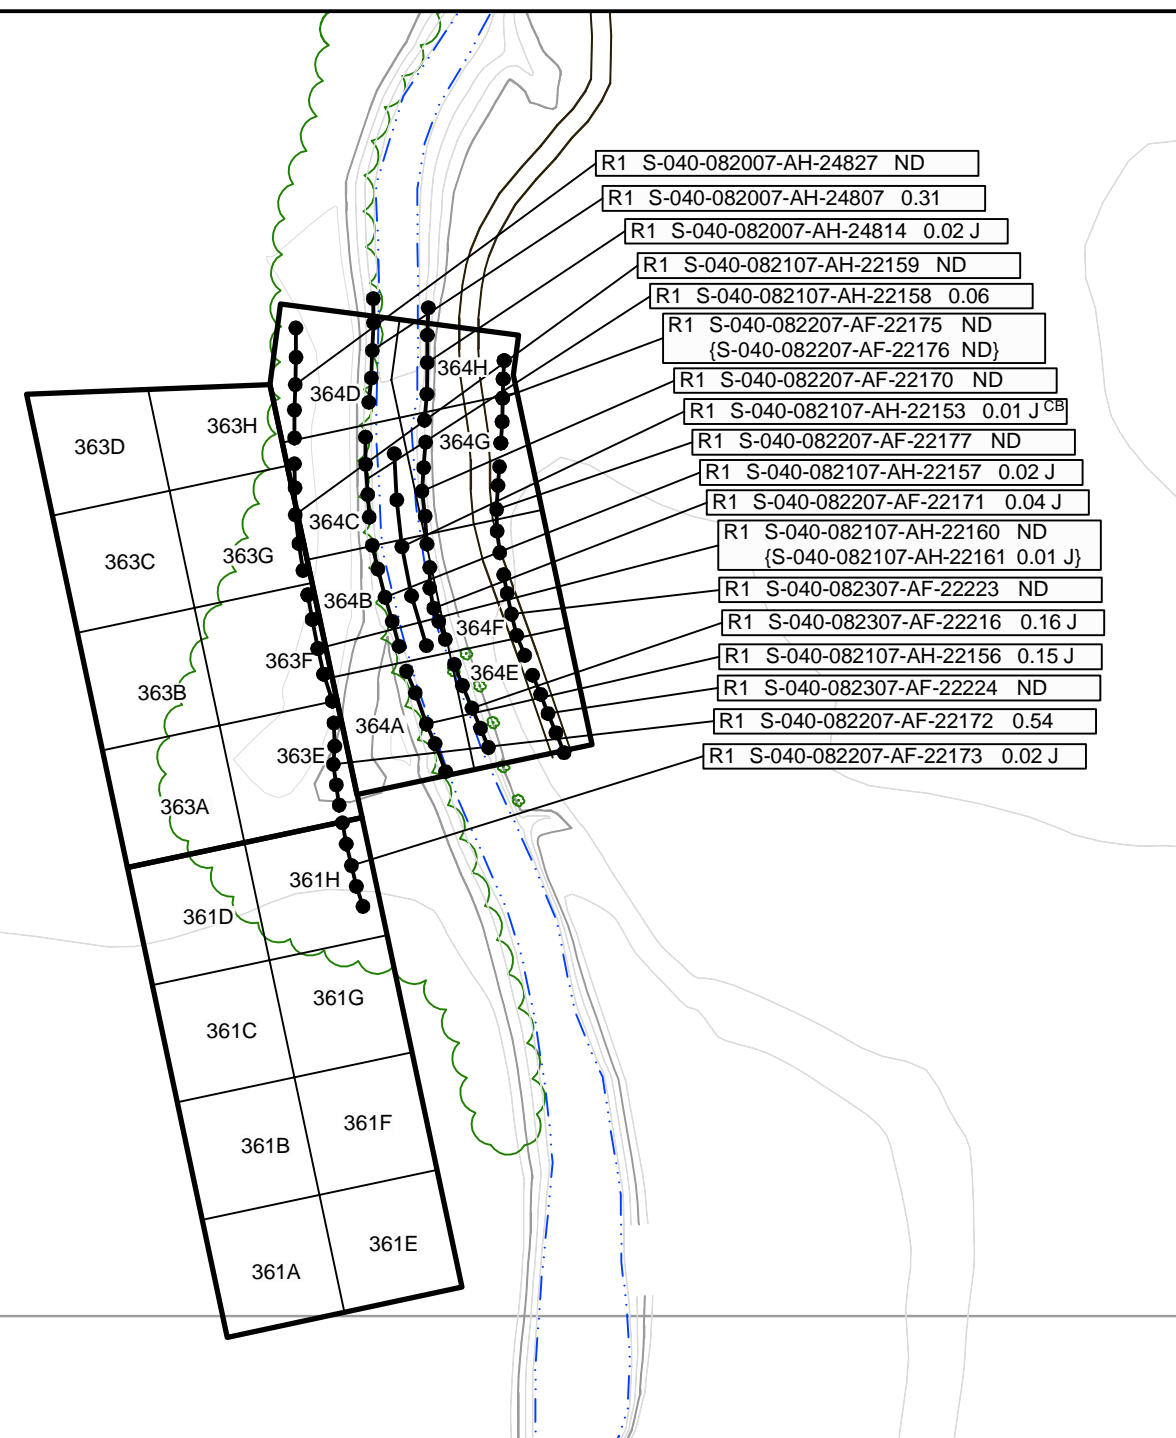 R1 S-040-082007-AH-24827 ND
R1 S-040-082007-AH-24807 0.31
R1 S-040-082007-AH-24814 0.02 J
R1 S-040-082107-AH-22159 ND
R1 S-040-082107-AH-22158 0.06
R1 S-040-082207-AF-22175 ND
{S-040-082207-AF-22176 ND}
R1 S-040-082207-AF-22170 ND
R1 S-040-082107-AH-22153 0.01 J CB
R1 S-040-082207-AF-22177 ND
R1 S-040-082107-AH-22157 0.02 J
R1 S-040-082207-AF-22171 0.04 J
R1 S-040-082107-AH-22160 ND
{S-040-082107-AH-22161 0.01 J}
R1 S-040-082307-AF-22223 ND
R1 S-040-082307-AF-22216 0.16 J
R1 S-040-082107-AH-22156 0.15 J
R1 S-040-082307-AF-22224 ND
R1 S-040-082207-AF-22172 0.54
R1 S-040-082207-AF-22173 0.02 J
364H
364D
363H
364G
363D
364C
363G
363C
364B
364F
363F
364E
363B
364A
363E
363A
361H
361D
361G
361C
361F
361B
361E
361A